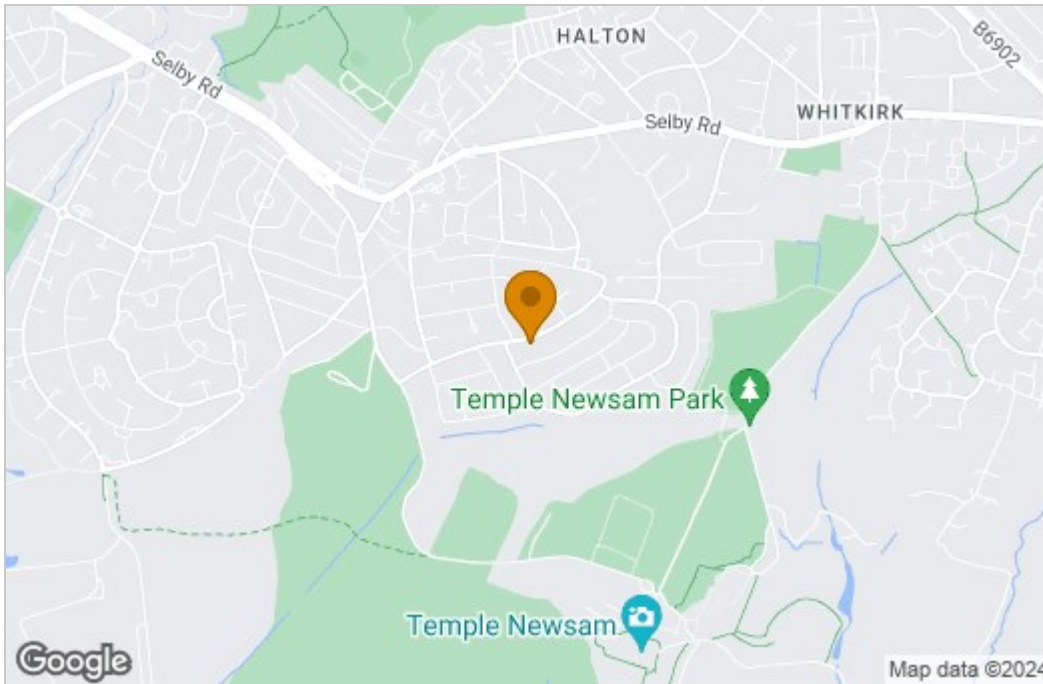 HALTON
B6902
Selby Rd
WHITKIRK
Selby Rd
Temple Newsam Park
Temple Newsam
Google
Map data ©2024